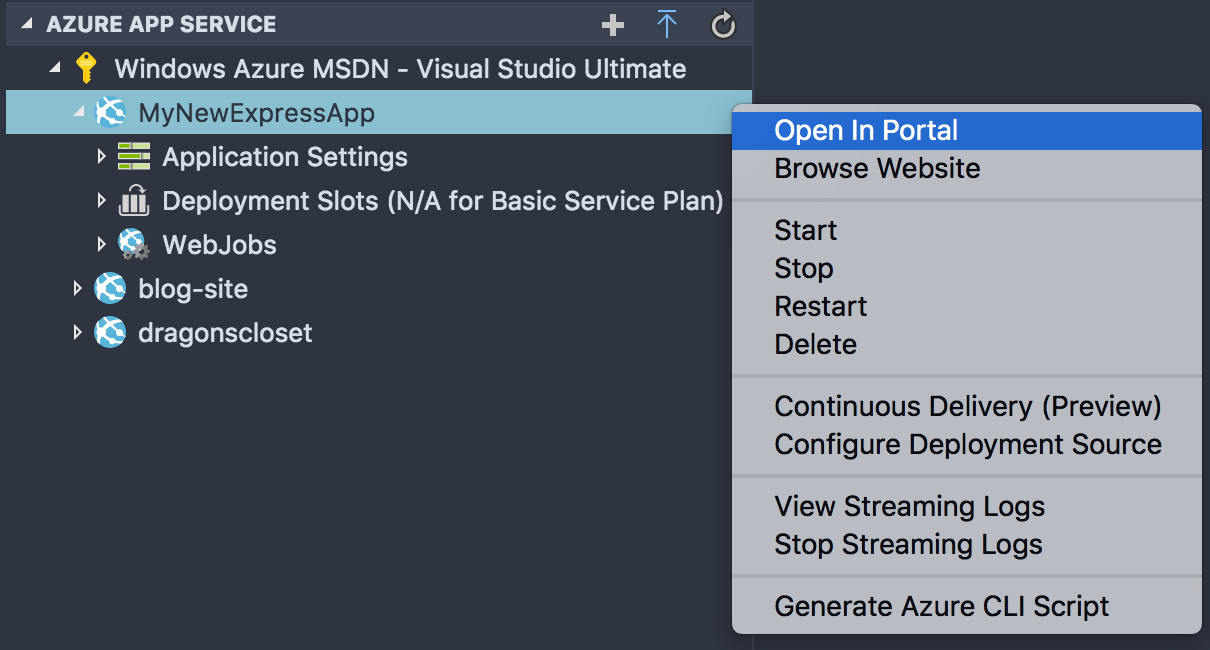 AZURE APP SERVICE
Windows Azure MSDN - Visual Studio Ultimate
MyNewExpressApp
Application Settings
Deployment Slots (N/A for Basic Service Plan)
WebJobs
blog-site
dragonscloset
Open In Portal
Browse Website
Start
Stop
Restart
Delete
Continuous Delivery (Preview)
Configure Deployment Source
View Streaming Logs
Stop Streaming Logs
Generate Azure CLI Script